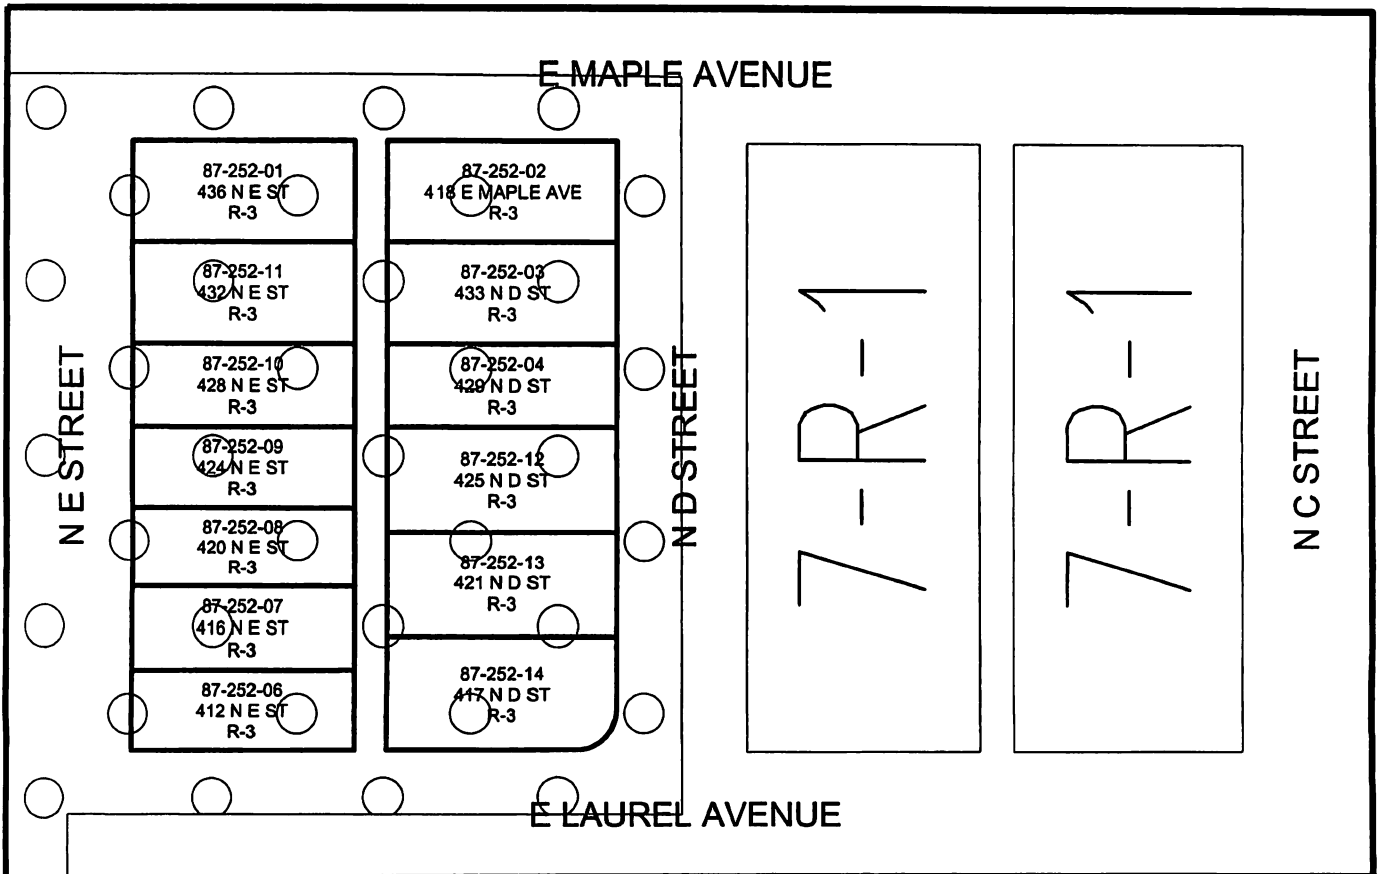 E MAPLE AVENUE
87-252-01
436 N E ST
R-3
87-252-11
432 N E ST
R-3
87-252-10
428 N E ST
R-3
87-252-09
424 N E ST
R-3
87-252-08
420 N E ST
R-3
87-252-07
416 N E ST
R-3
87-252-06
412 N E ST
R-3
87-252-02
418 E MAPLE AVE
R-3
87-252-03
433 N D ST
R-3
87-252-04
429 N D ST
R-3
87-252-12
425 N D ST
R-3
87-252-13
421 N D ST
R-3
87-252-14
417 N D ST
R-3
N E STREET
N D STREET
7-R-1
7-R-1
N C STREET
E LAUREL AVENUE